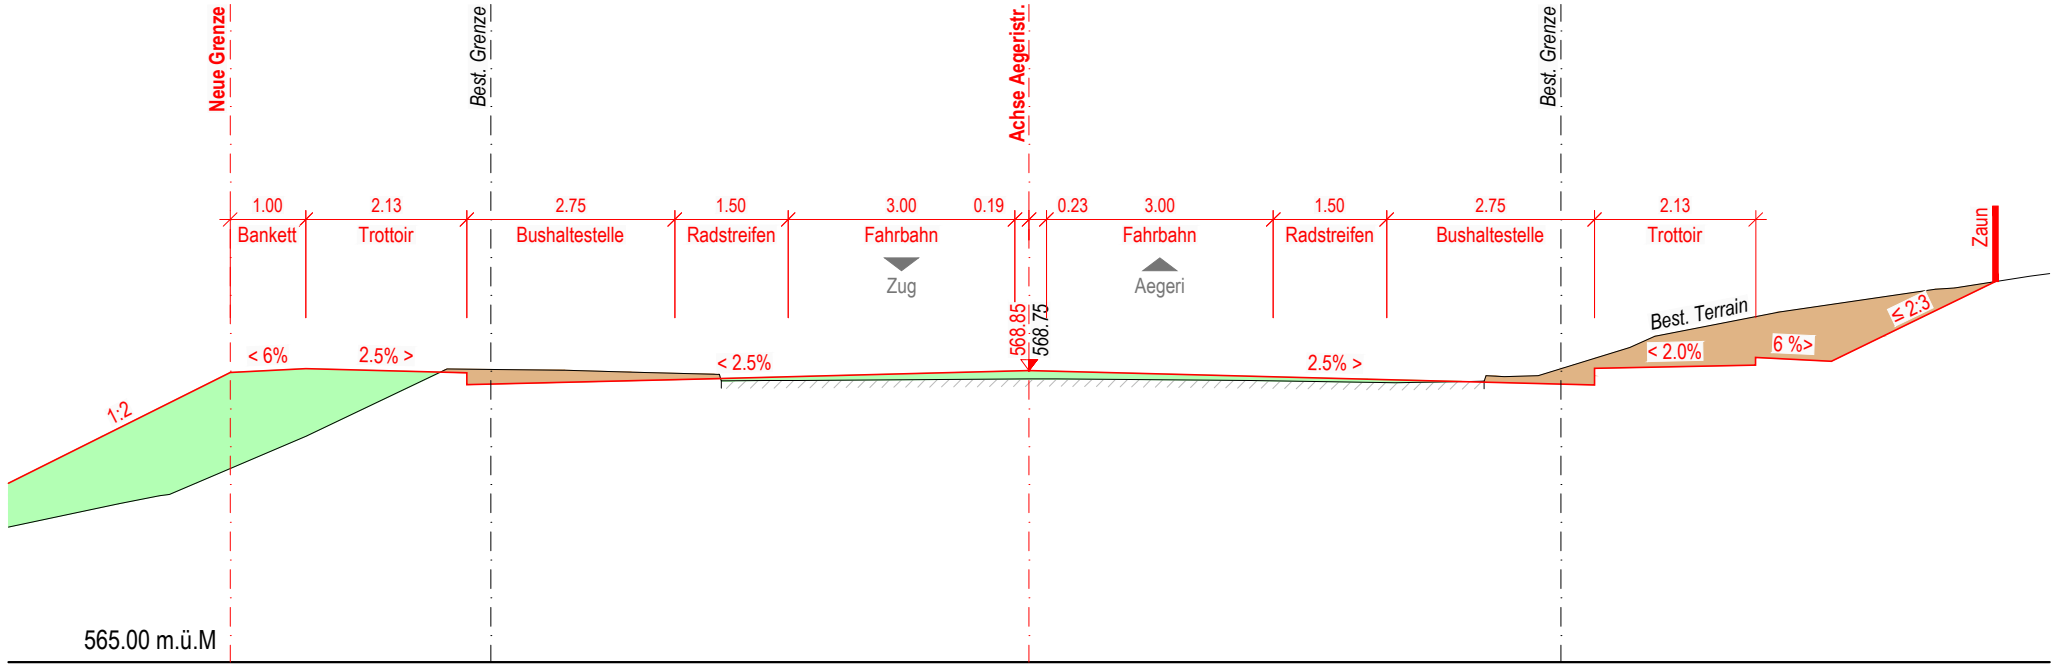 Neue Grenze
Best. Grenze
Achse Aegeristr.
Best. Grenze
1.00 2.13 2.75 1.50 3.00 0.19 0.23 3.00 1.50 2.75 2.13
Bankett Trottoir Bushaltestelle Radstreifen Fahrbahn Fahrbahn Radstreifen Bushaltestelle Trottoir
Zaun
Zug Aegeri
568.85
568.75
Best. Terrain
≤ 2:3
< 6% 2.5% > < 2.5% 2.5% > < 2.0% 6 %>
1:2
565.00 m.ü.M